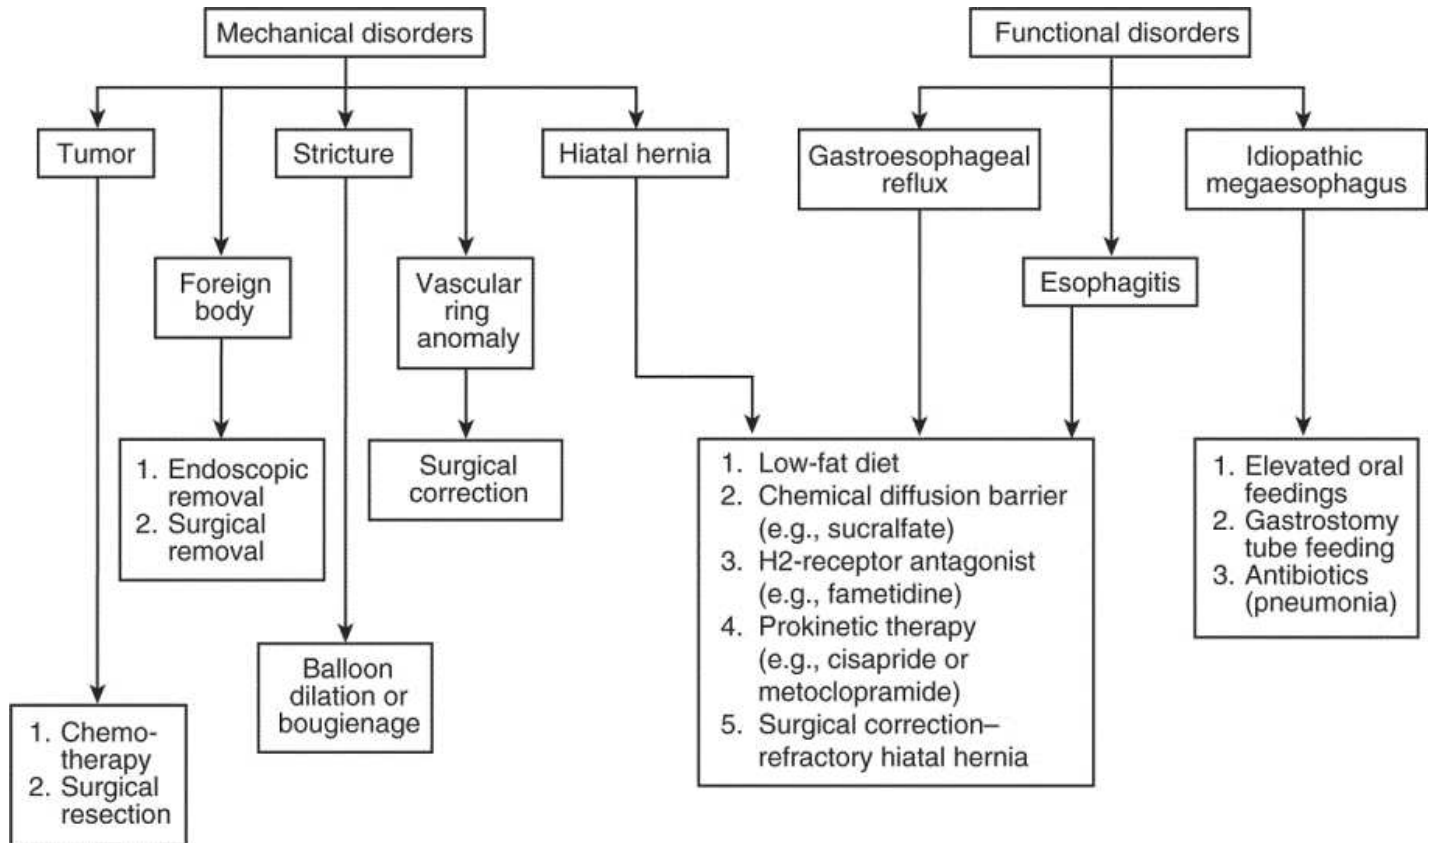 Mechanical disorders
Functional disorders
Tumor
Stricture
Hiatal hernia
Gastroesophageal
reflux
Idiopathic
megaesophagus
Foreign
body
Vascular
ring
anomaly
Esophagitis
1. Endoscopic
removal
2. Surgical
removal
Surgical
correction
1. Low-fat diet
2. Chemical diffusion barrier
(e.g., sucralfate)
3. H2-receptor antagonist
(e.g., fametidine)
4. Prokinetic therapy
(e.g., cisapride or
metoclopramide)
5. Surgical correction–
refractory hiatal hernia
1. Elevated oral
feedings
2. Gastrostomy
tube feeding
3. Antibiotics
(pneumonia)
Balloon
dilation or
bougienage
1. Chemo-
therapy
2. Surgical
resection